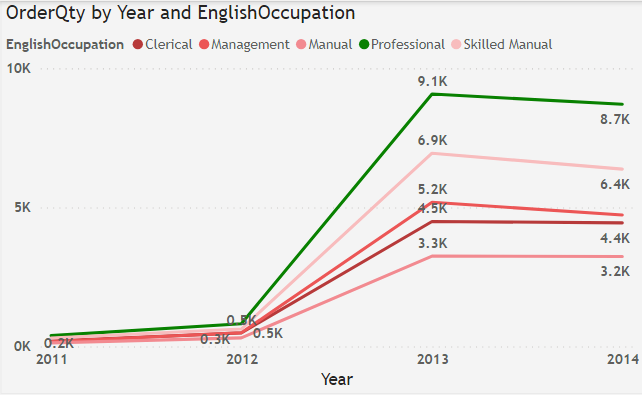 OrderQty by Year and EnglishOccupation
EnglishOccupation Clerical Management Manual Professional Skilled Manual
10K
9.1K
8.7K
6.9K
6.4K
5K
5.2K
4.5K
4.4K
3.3K
3.2K
0.5K
0.5K
0.3K
0.2K
0K
2011 2012 2013 2014
Year